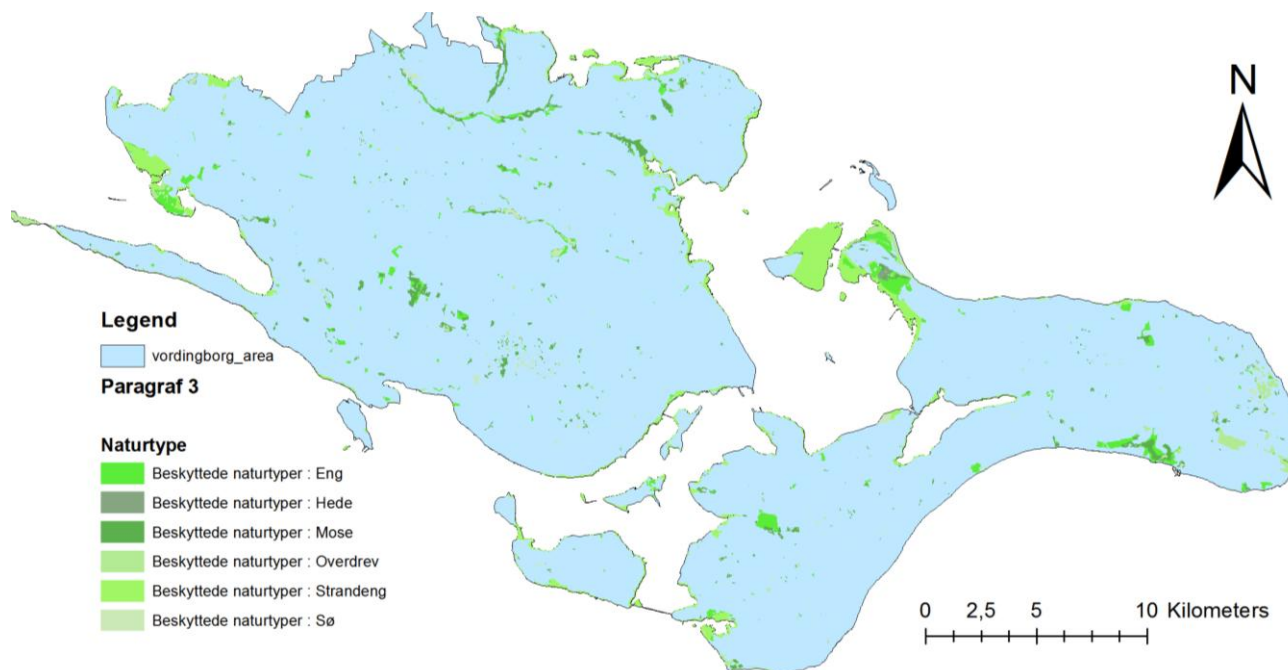 N
Legend
vordingborg_area
Paragraf 3
Naturtype
Beskyttede naturtyper : Eng
Beskyttede naturtyper : Hede
Beskyttede naturtyper : Mose
Beskyttede naturtyper : Overdrev
Beskyttede naturtyper : Strandeng
Beskyttede naturtyper : Sø
0 2,5 5 10 Kilometers